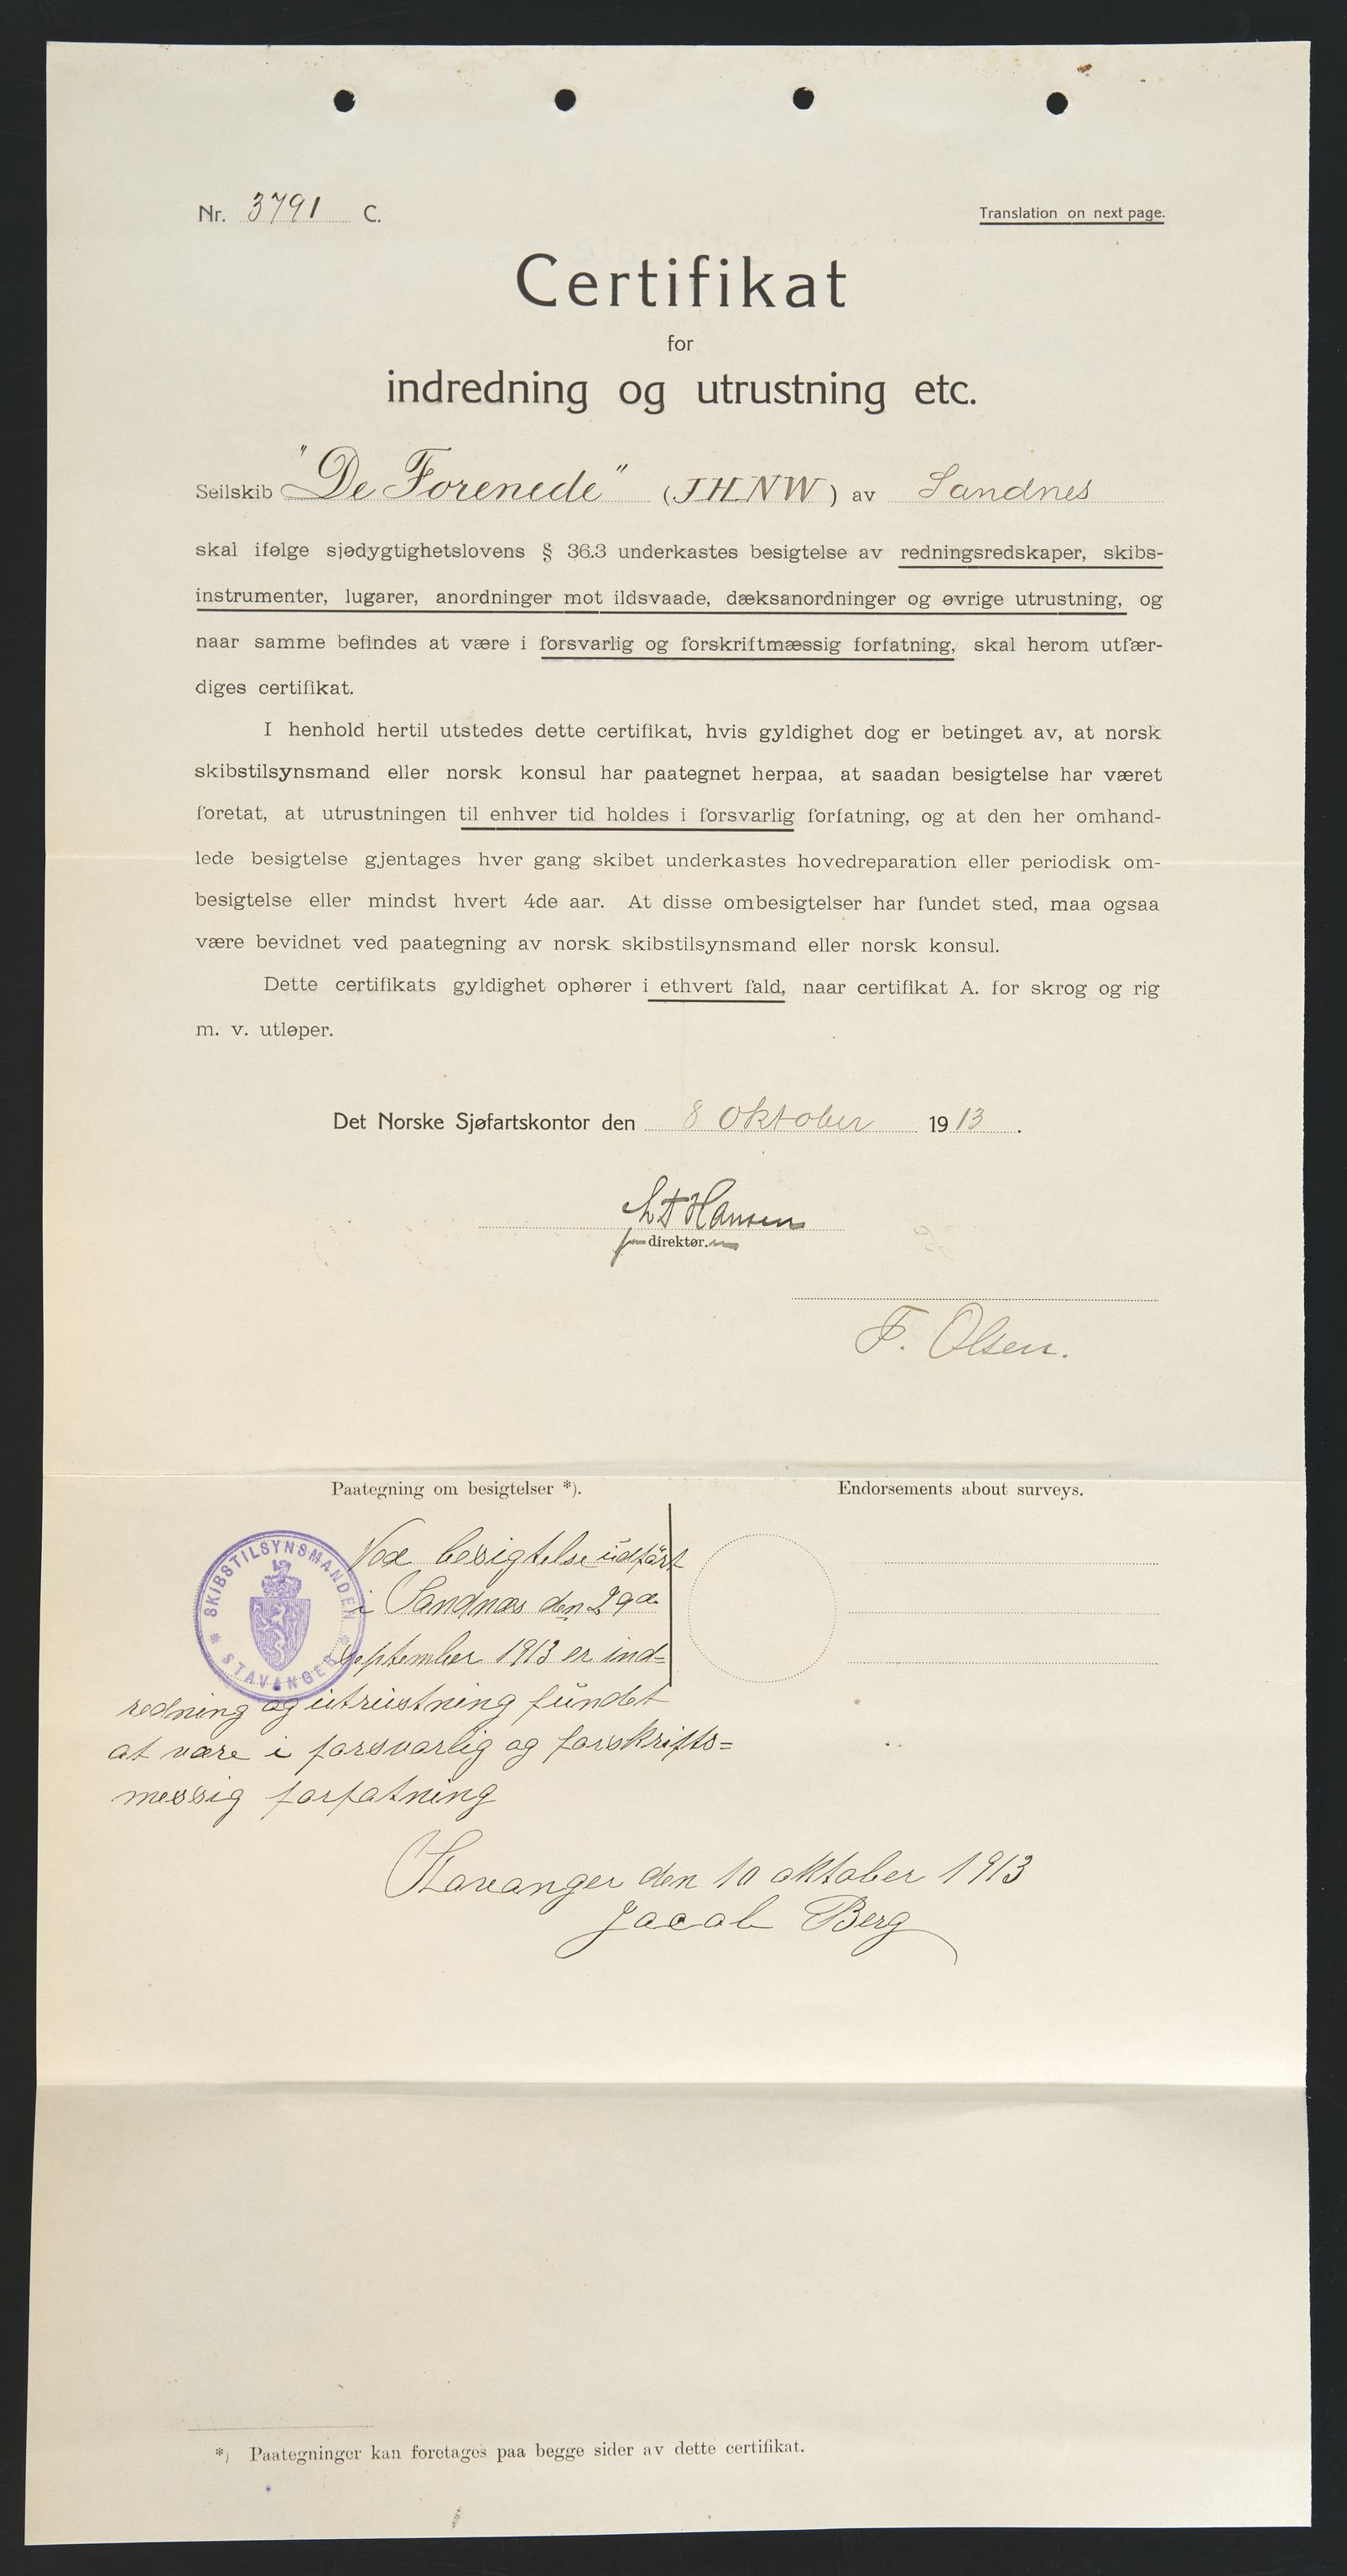 Nr. 3791 C.
Translation on next page.
Certifikat
for
indredning og utrustning etc.
Seilskib "De Forenede" (JHNW) av Sandnes
skal ifølge sjødygtighetslovens § 36.3 underkastes besigtelse av redningsredskaper, skibs-
instrumenter, lugarer, anordninger mot ildsvaade, dæksanordninger og øvrige utrustning, og
naar samme befindes at være i forsvarlig og forskriftmæssig forfatning, skal herom utfær-
diges certifikat.
I henhold hertil utstedes dette certifikat, hvis gyldighet dog er betinget av, at norsk
skibstilsynsmand eller norsk konsul har paategnet herpaa, at saadan besigtelse har været
foretat, at utrustningen til enhver tid holdes i forsvarlig forfatning, og at den her omhand-
lede besigtelse gjentages hver gang skibet underkastes hovedreparation eller periodisk om-
besigtelse eller mindst hvert 4de aar. At disse ombesigtelser har fundet sted, maa ogsaa
være bevidnet ved paategning av norsk skibstilsynsmand eller norsk konsul.
Dette certifikats gyldighet ophører i ethvert fald, naar certifikat A. for skrog og rig
m. v. utløper.
Det Norske Sjøfartskontor den 8 Oktober 1913.
Hansen
direktør.
F. Olsen.
Paategning om besigtelser *).
Endorsements about surveys.
SKIBSTILSYNSMANDEN
* STAVANGER *
Ved besigtelse udført
i Sandnæs den 29de
September 1913 er ind=
redning og utrustning fundet
at være i forsvarlig og forskrifts=
messig forfatning
Stavanger den 10 oktober 1913
Jacob Berg
*) Paategninger kan foretages paa begge sider av dette certifikat.